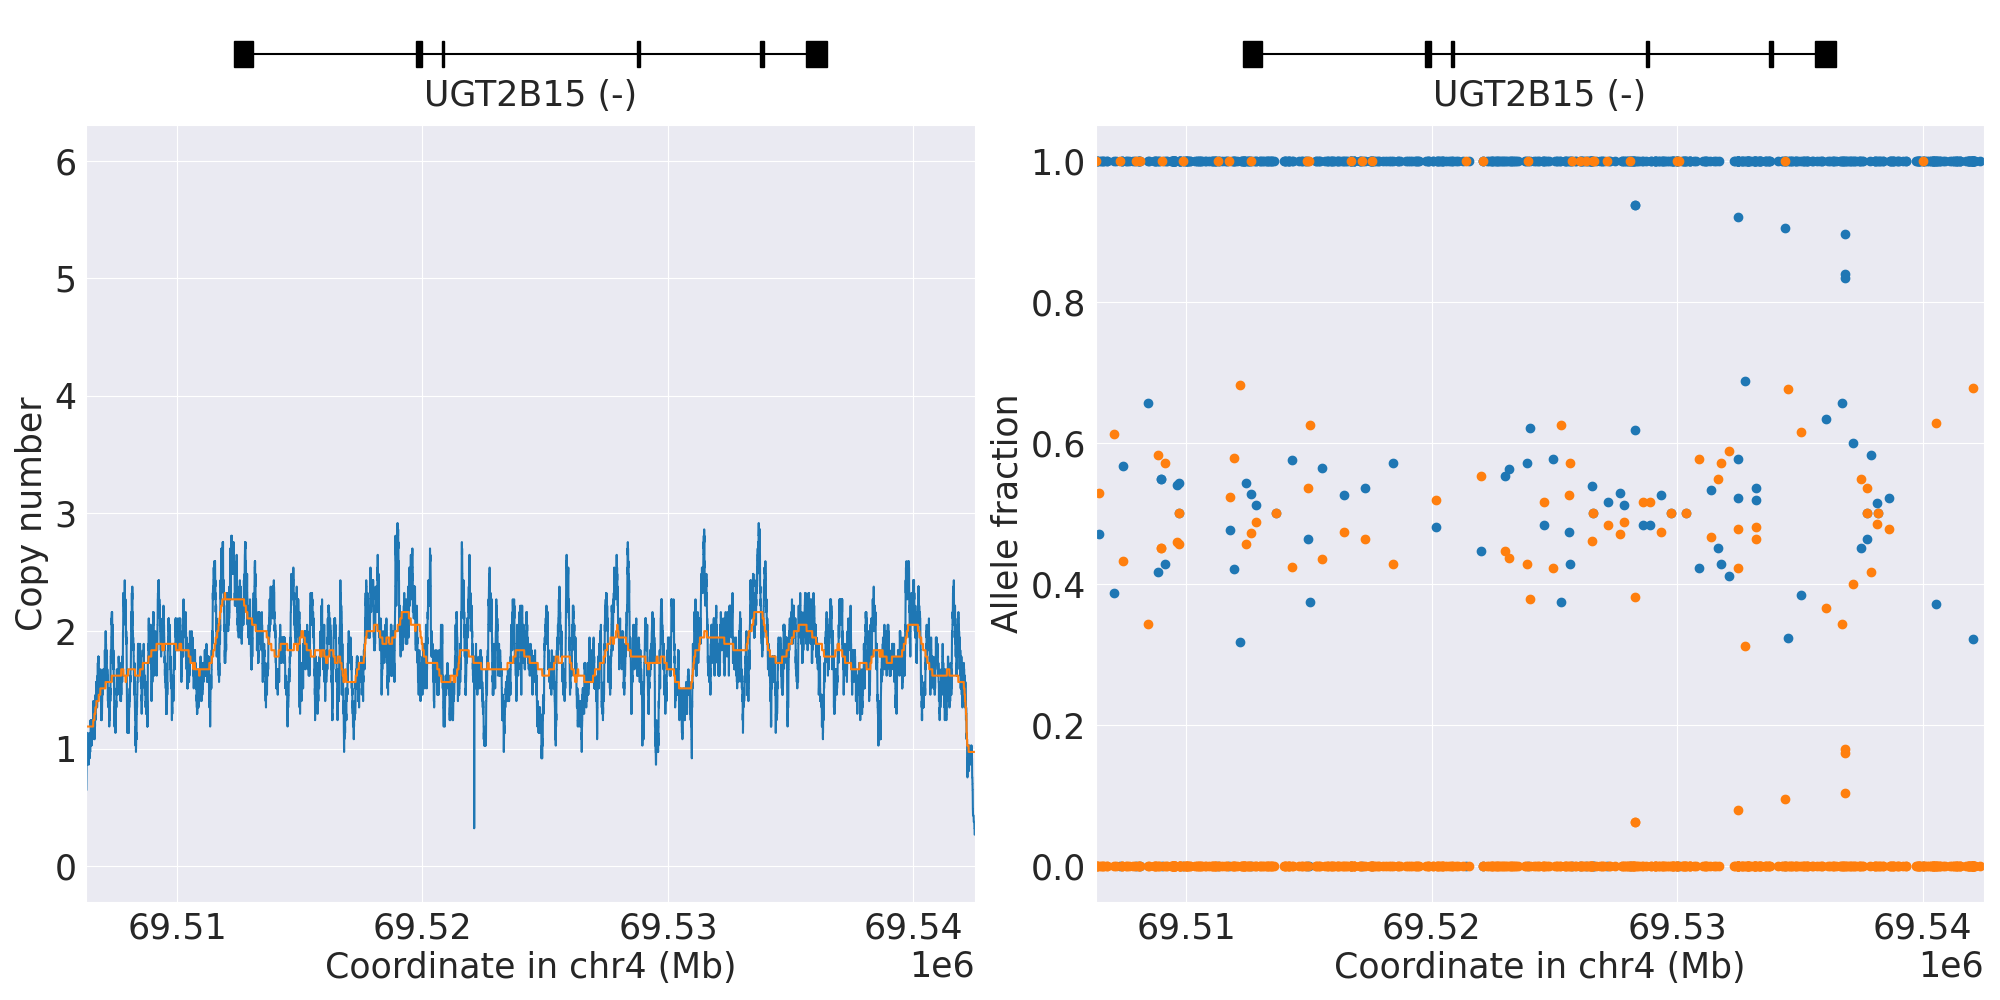 UGT2B15 (-)
6
5
4
3
2
1
0
Copy number
69.51 69.52 69.53 69.54
Coordinate in chr4 (Mb)
1e6
UGT2B15 (-)
1.0
0.8
0.6
0.4
0.2
0.0
Allele fraction
69.51 69.52 69.53 69.54
Coordinate in chr4 (Mb)
1e6